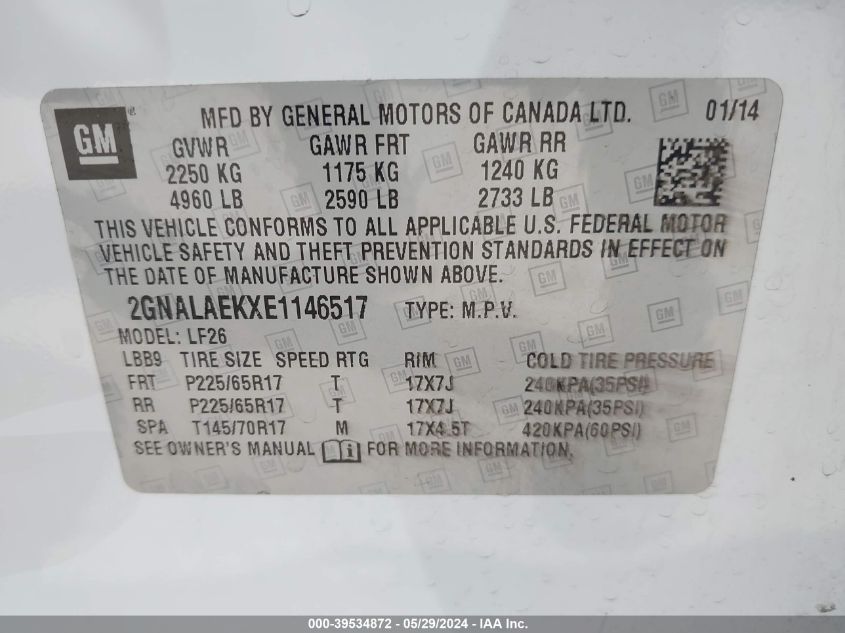 GM ® MFD BY GENERAL MOTORS OF CANADA LTD. 01/14
GVWR GAWR FRT GAWR RR
2250 KG 1175 KG 1240 KG
4960 LB 2590 LB 2733 LB
THIS VEHICLE CONFORMS TO ALL APPLICABLE U.S. FEDERAL MOTOR
VEHICLE SAFETY AND THEFT PREVENTION STANDARDS IN EFFECT ON
THE DATE OF MANUFACTURE SHOWN ABOVE.
2GNALAEKXE1146517 TYPE: M.P.V.
MODEL: LF26
LBB9 TIRE SIZE SPEED RTG RIM COLD TIRE PRESSURE
FRT P225/65R17 T 17X7J 240KPA(35PSI)
RR P225/65R17 T 17X7J 240KPA(35PSI)
SPA T145/70R17 M 17X4.5T 420KPA(60PSI)
SEE OWNER'S MANUAL FOR MORE INFORMATION.
000-39534872 - 05/29/2024 - IAA Inc.